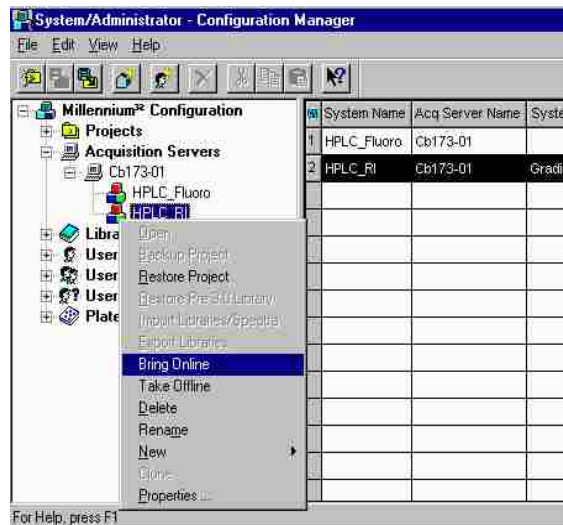 System/Administrator - Configuration Manager
File Edit View Help
Millennium³² Configuration
Projects
Acquisition Servers
Cb173-01
HPLC_Fluoro
HPLC_RI
Libra
User
User
User
Plate
Open
Backup Project
Restore Project
Restore Pre 3.0 Library
Import Libraries/Spectra
Export Libraries
Bring Online
Take Offline
Delete
Rename
New
Clone
Properties ...
System Name Acq Server Name Syste
1 HPLC_Fluoro Cb173-01
2 HPLC_RI Cb173-01 Gradi
For Help, press F1